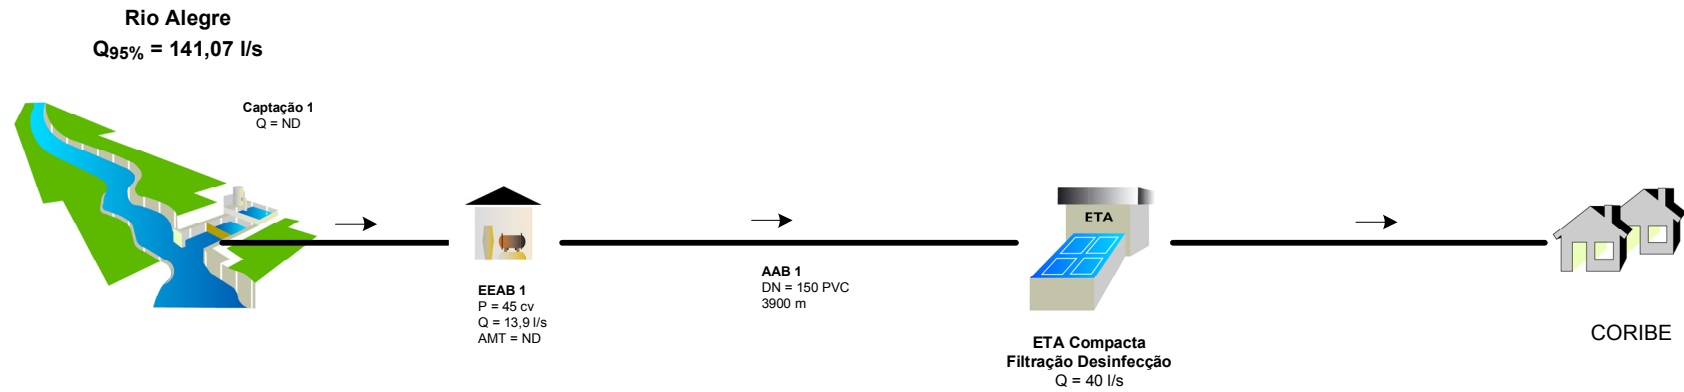 Rio Alegre
Q95% = 141,07 l/s
Captação 1
Q = ND
EEAB 1
P = 45 cv
Q = 13,9 l/s
AMT = ND
AAB 1
DN = 150 PVC
3900 m
ETA
ETA Compacta
Filtração Desinfecção
Q = 40 l/s
CORIBE